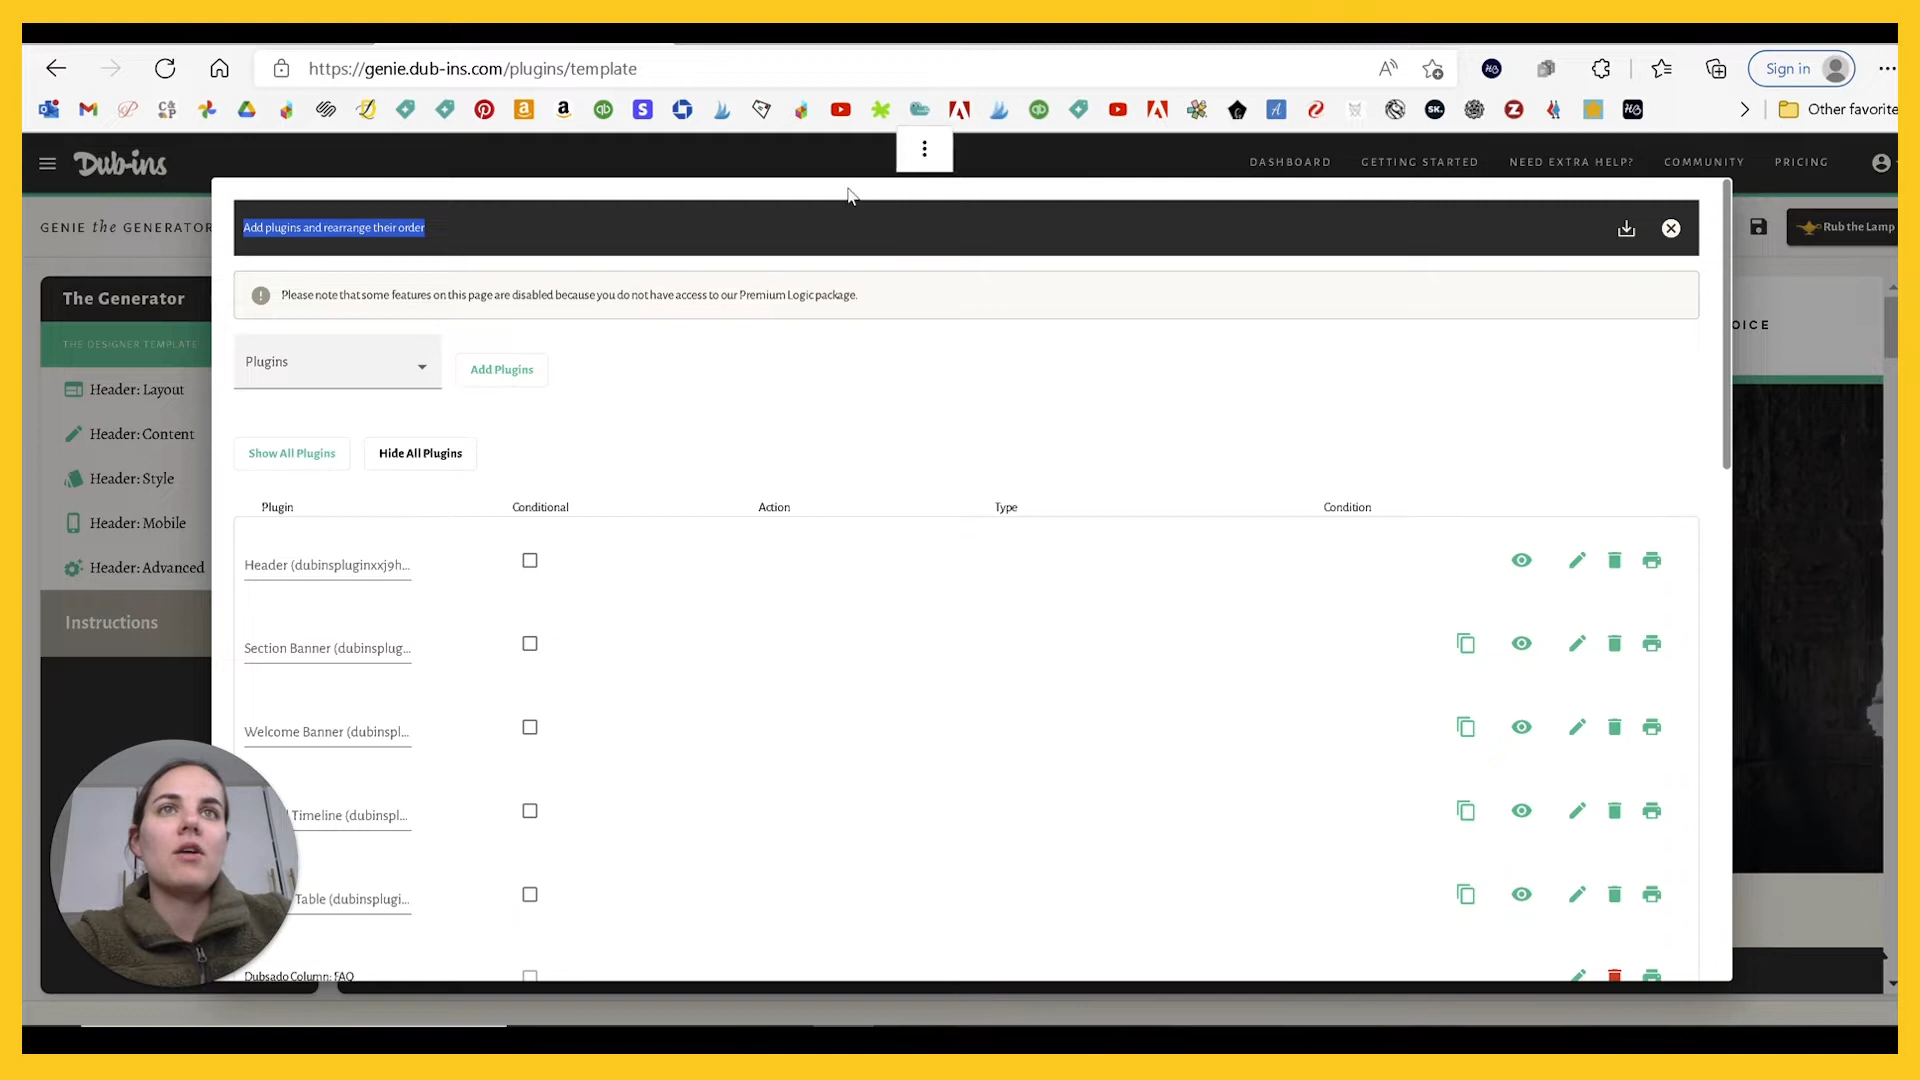 https://genie.dub-ins.com/plugins/template
Sign in
Other favorite
Dub-ins
DASHBOARD
GETTING STARTED
NEED EXTRA HELP?
COMMUNITY
PRICING
GENIE the GENERATOR
Add plugins and rearrange their order
Rub the Lamp
Please note that some features on this page are disabled because you do not have access to our Premium Logic package.
The Generator
THE DESIGNER TEMPLATE
Header: Layout
Header: Content
Header: Style
Header: Mobile
Header: Advanced
Instructions
OICE
Plugins
Add Plugins
Show All Plugins
Hide All Plugins
Plugin
Conditional
Action
Type
Condition
Header (dubinspluginxxj9h...
Section Banner (dubinsplug...
Welcome Banner (dubinspl...
Timeline (dubinspl...
Table (dubinsplugi...
Dubsado Column: FAQ